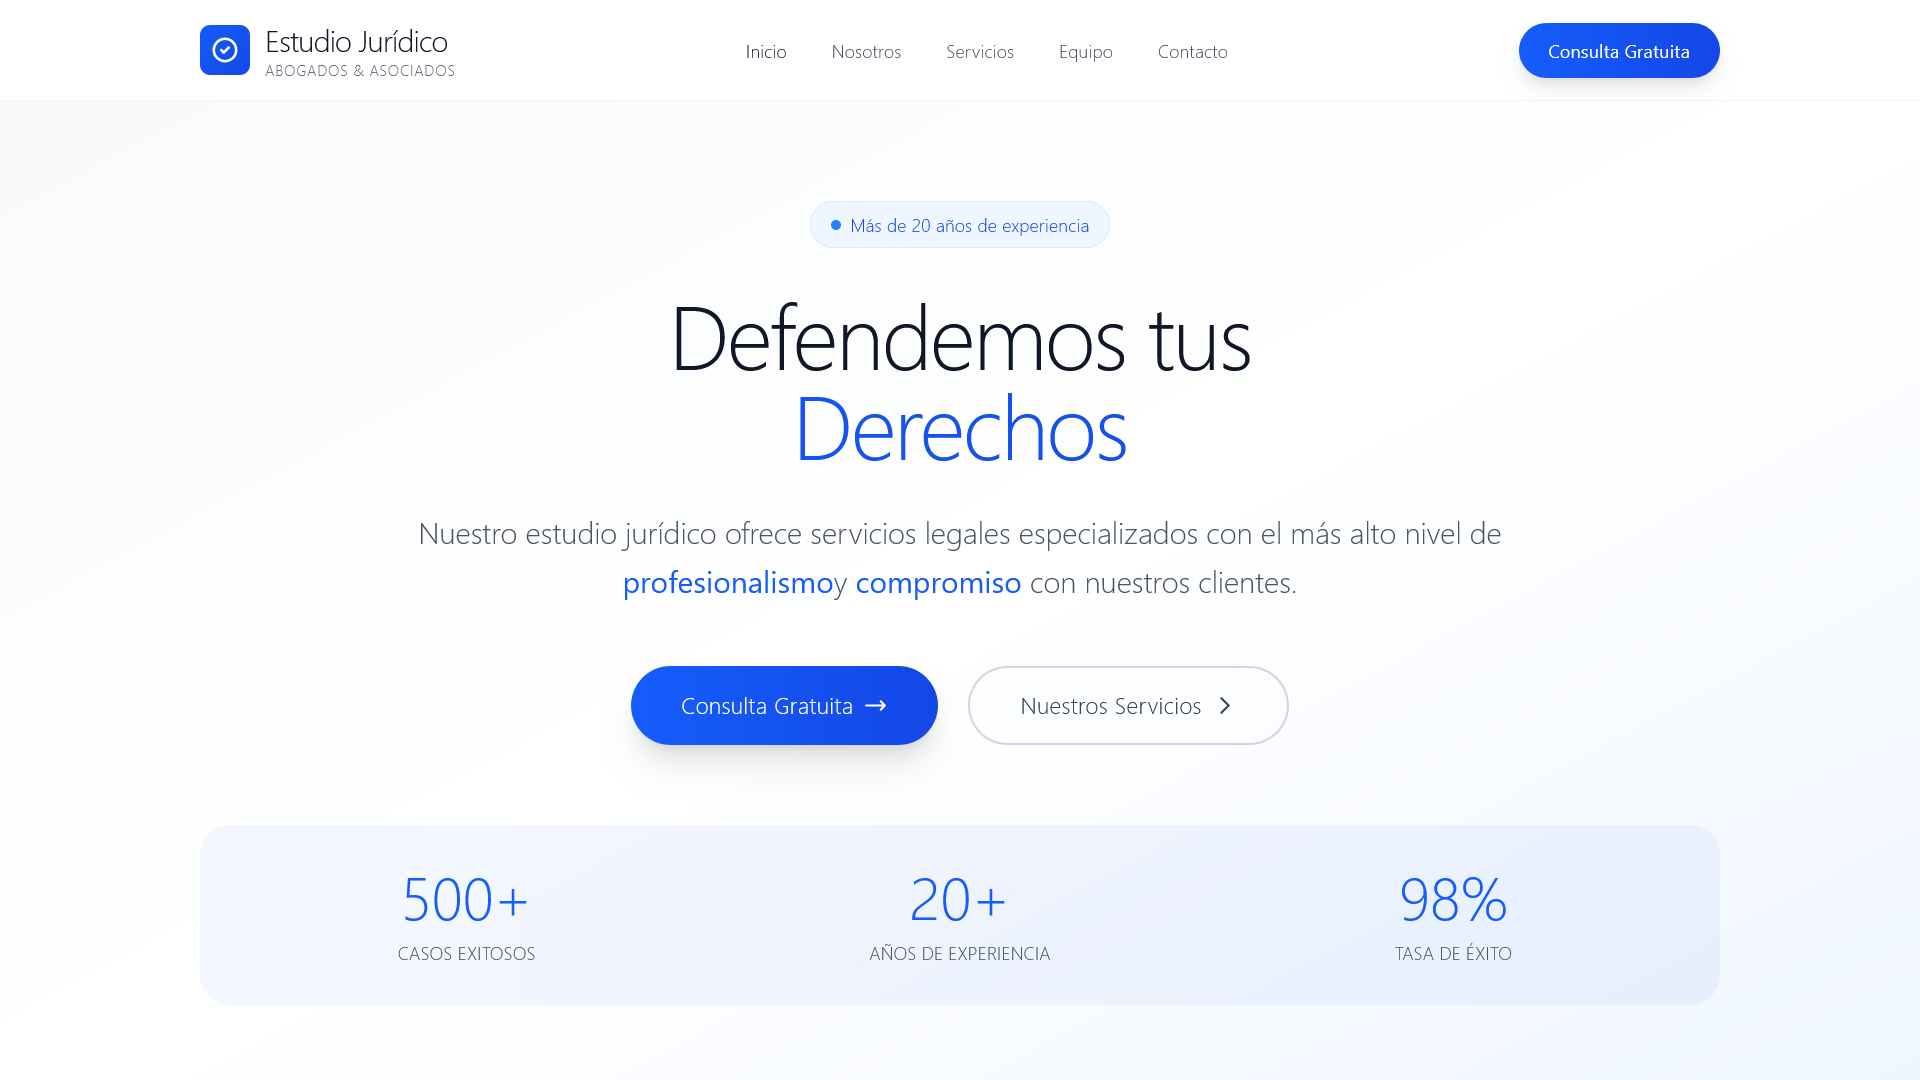 Estudio Jurídico
ABOGADOS & ASOCIADOS
Inicio
Nosotros
Servicios
Equipo
Contacto
Consulta Gratuita
Más de 20 años de experiencia
Defendemos tus
Derechos
Nuestro estudio jurídico ofrece servicios legales especializados con el más alto nivel de
profesionalismoy compromiso con nuestros clientes.
Consulta Gratuita
Nuestros Servicios
500+
CASOS EXITOSOS
20+
AÑOS DE EXPERIENCIA
98%
TASA DE ÉXITO